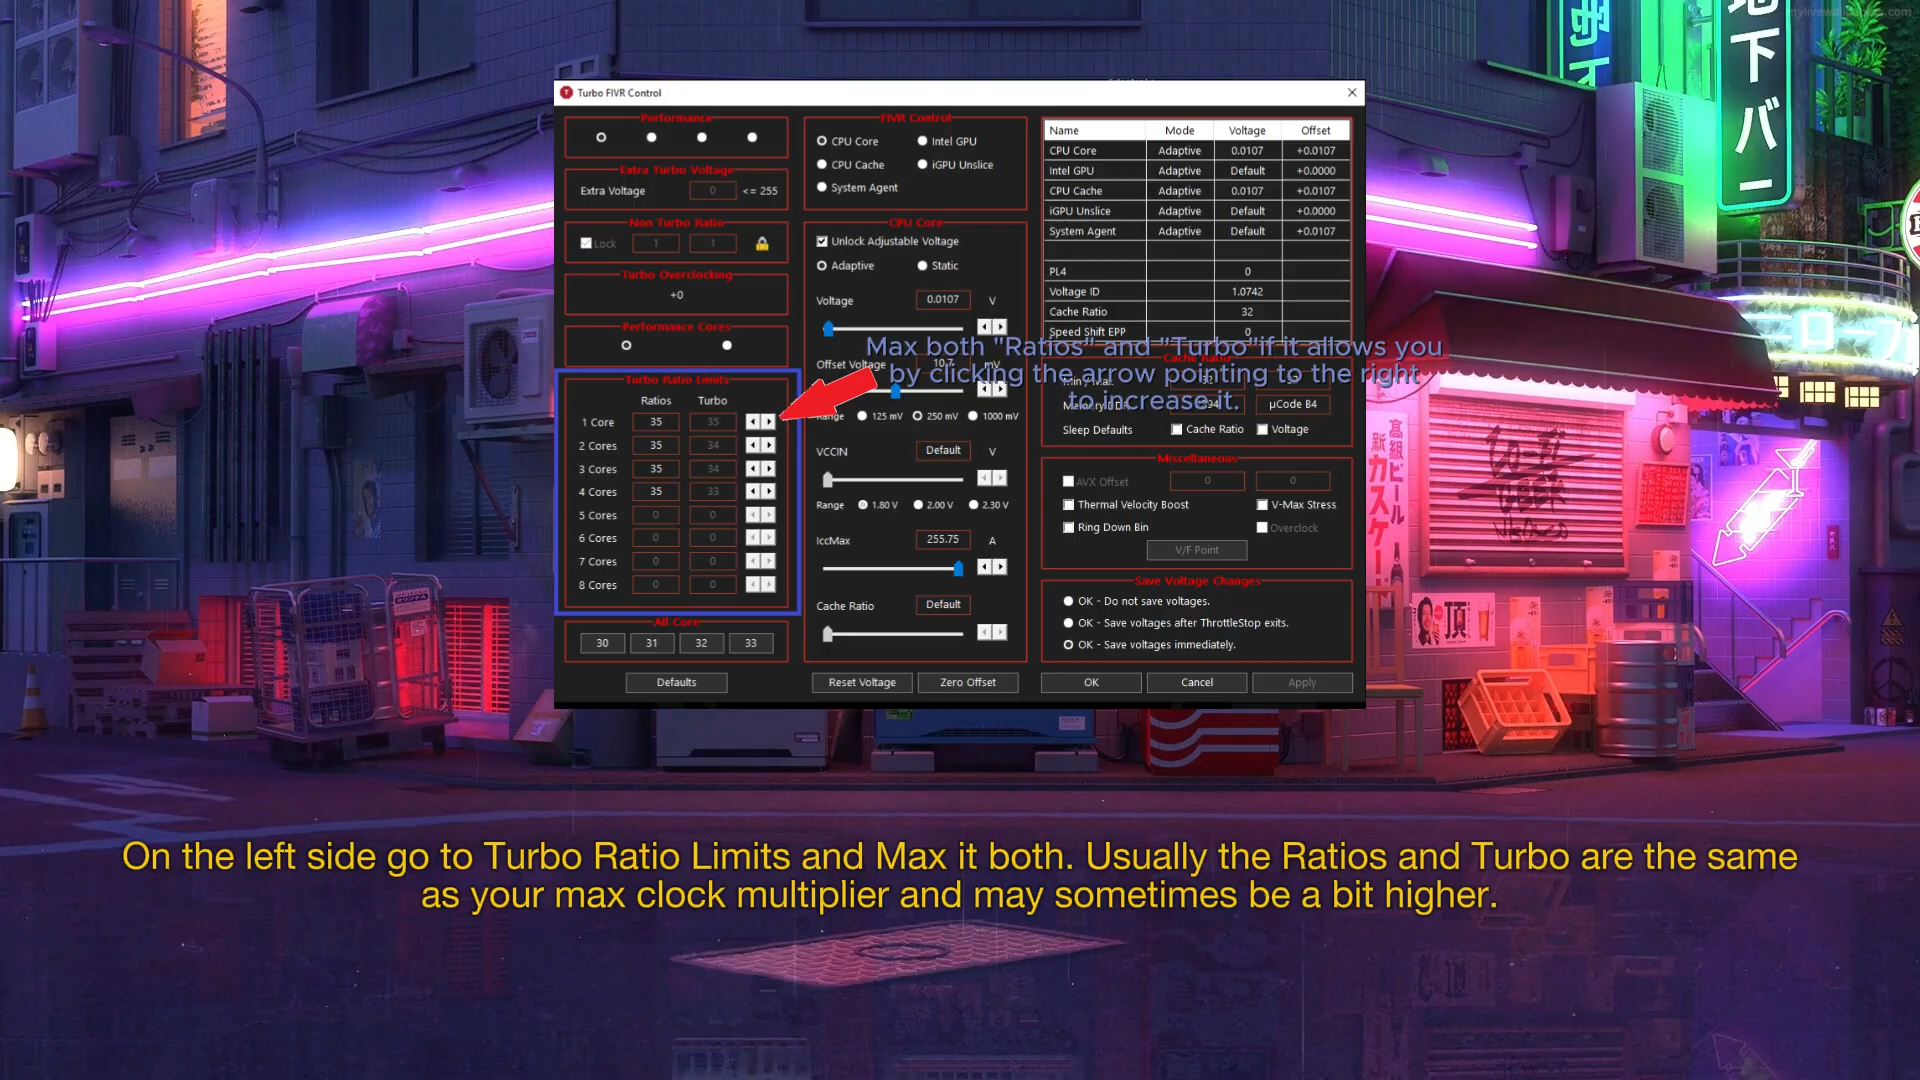 Turbo FIVR Control
Performance
Extra Turbo Voltage
Extra Voltage 0 <= 255
Non Turbo Ratio
Lock 1 1
Turbo Overclocking
+0
Performance Cores
Turbo Ratio Limits
Ratios Turbo
1 Core 35 35
2 Cores 35 34
3 Cores 35 34
4 Cores 35 33
5 Cores 0 0
6 Cores 0 0
7 Cores 0 0
8 Cores 0 0
All Core
30 31 32 33
Defaults
FIVR Control
CPU Core Intel GPU
CPU Cache iGPU Unslice
System Agent
CPU Core
Unlock Adjustable Voltage
Adaptive Static
Voltage 0.0107 V
Offset Voltage 10.7 mV
Range 125 mV 250 mV 1000 mV
VCCIN Default V
Range 1.80 V 2.00 V 2.30 V
IccMax 255.75 A
Cache Ratio Default
Reset Voltage Zero Offset
Name Mode Voltage Offset
CPU Core Adaptive 0.0107 +0.0107
Intel GPU Adaptive Default +0.0000
CPU Cache Adaptive 0.0107 +0.0107
iGPU Unslice Adaptive Default +0.0000
System Agent Adaptive Default +0.0107
PL4 0
Voltage ID 1.0742
Cache Ratio 32
Speed Shift EPP 0
Max both "Ratios" and "Turbo"if it allows you
by clicking the arrow pointing to the right
to increase it.
Cache Ratio
Min / Max
µCode B4
Sleep Defaults Cache Ratio Voltage
Miscellaneous
AVX Offset 0 0
Thermal Velocity Boost V-Max Stress
Ring Down Bin Overclock
V/F Point
Save Voltage Changes
OK - Do not save voltages.
OK - Save voltages after ThrottleStop exits.
OK - Save voltages immediately.
OK Cancel Apply
地下バー
On the left side go to Turbo Ratio Limits and Max it both. Usually the Ratios and Turbo are the same
as your max clock multiplier and may sometimes be a bit higher.